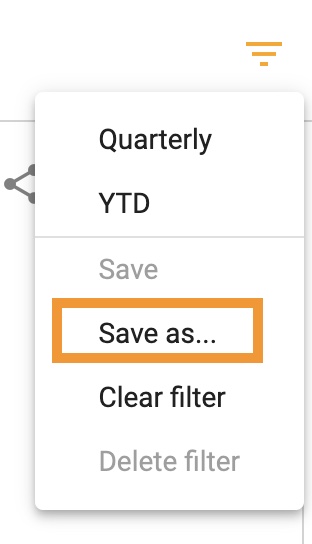 Quarterly
YTD
Save
Save as...
Clear filter
Delete filter